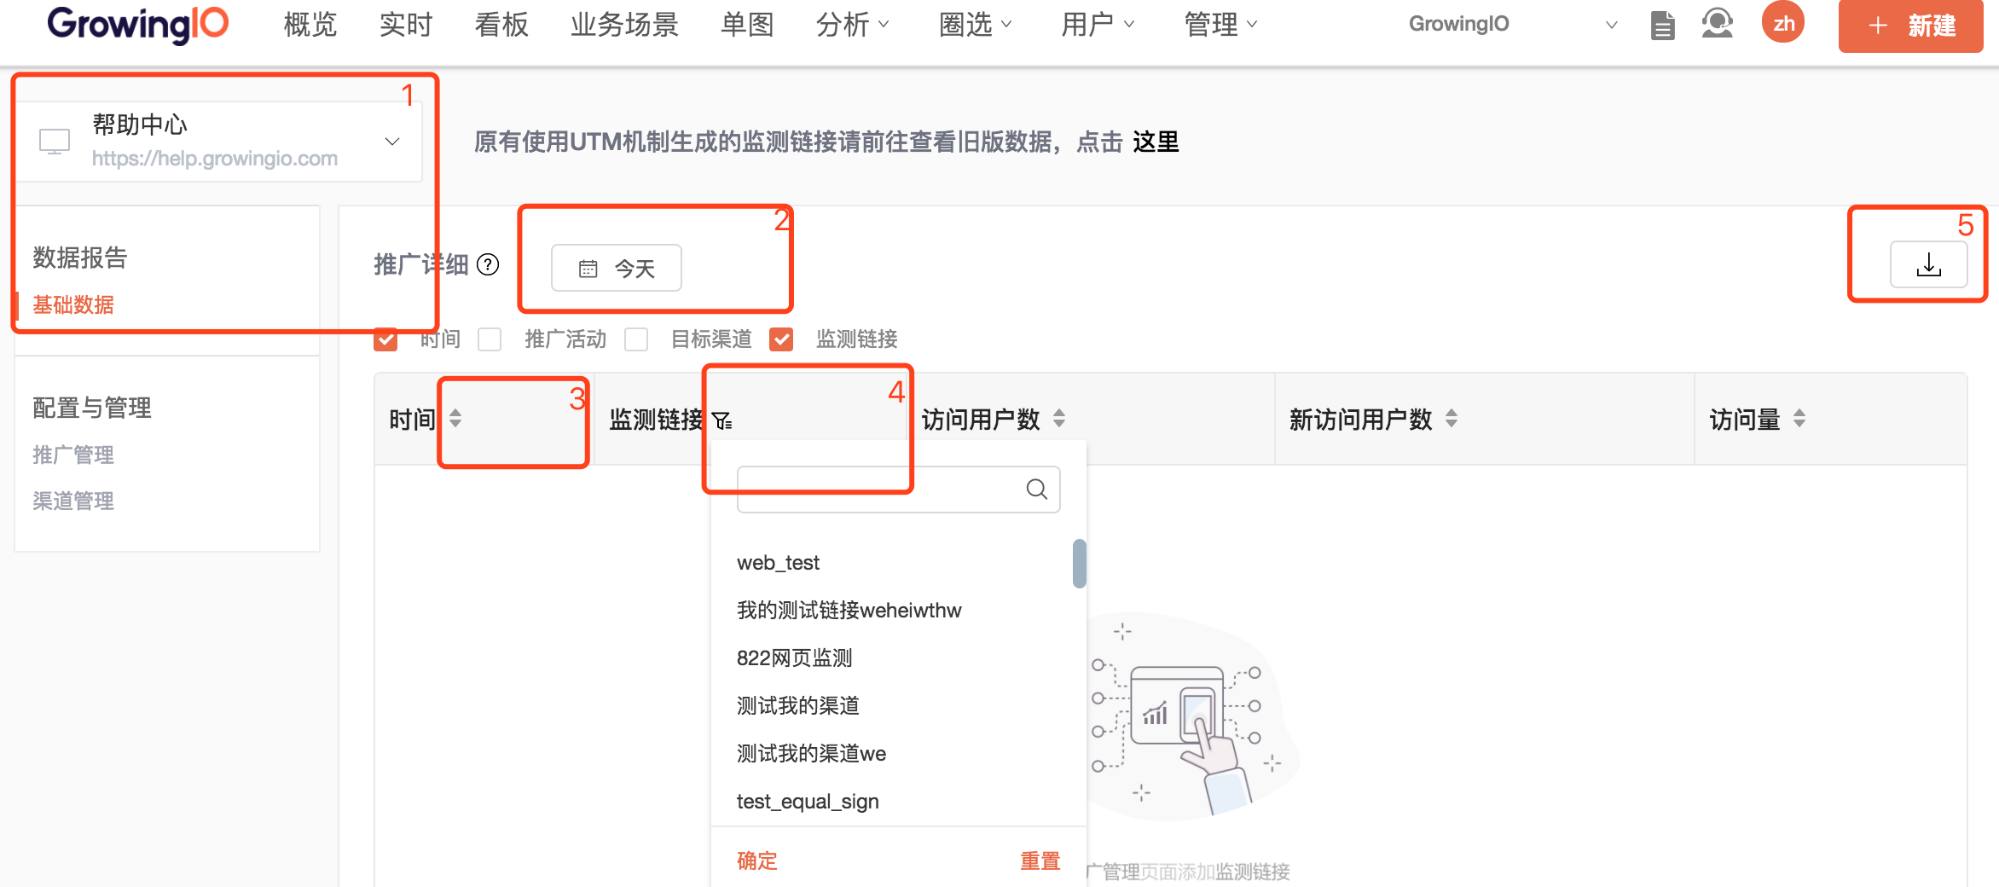 GrowingIO 概览 实时 看板 业务场景 单图 分析 圈选 用户 管理 GrowingIO zh + 新建
1
帮助中心
https://help.growingio.com
原有使用UTM机制生成的监测链接请前往查看旧版数据，点击 这里
数据报告
基础数据
配置与管理
推广管理
渠道管理
推广详细 ? 今天 2
5
时间 推广活动 目标渠道 监测链接
3
4
时间 监测链接 访问用户数 新访问用户数 访问量
web_test
我的测试链接weheiwthw
822网页监测
测试我的渠道
测试我的渠道we
test_equal_sign
确定 重置
广管理页面添加监测链接